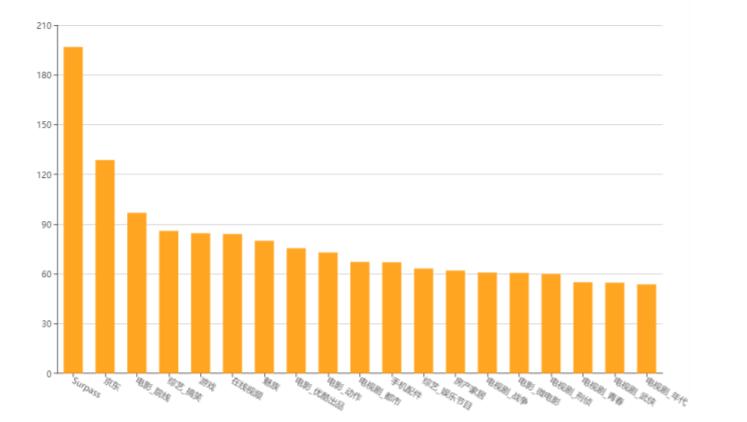 210
180
150
120
90
60
30
0
Surpass
京东
电影_院线
综艺_搞笑
游戏
在线视频
魅族
电影_优酷出品
电影_动作
电视剧_都市
手机配件
综艺_娱乐节目
房产家居
电视剧_战争
电影_微电影
电视剧_刑侦
电视剧_青春
电视剧_武侠
电视剧_年代